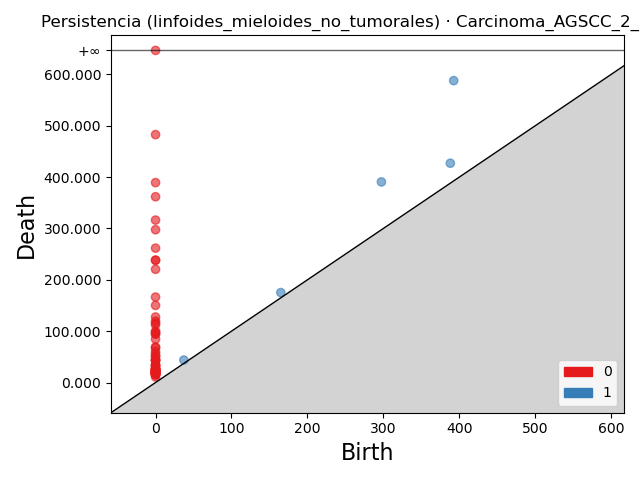 Persistencia (linfoides_mieloides_no_tumorales) · Carcinoma_AGSCC_2_
+∞
600.000
500.000
400.000
300.000
200.000
100.000
0.000
Death
0
1
0 100 200 300 400 500 600
Birth